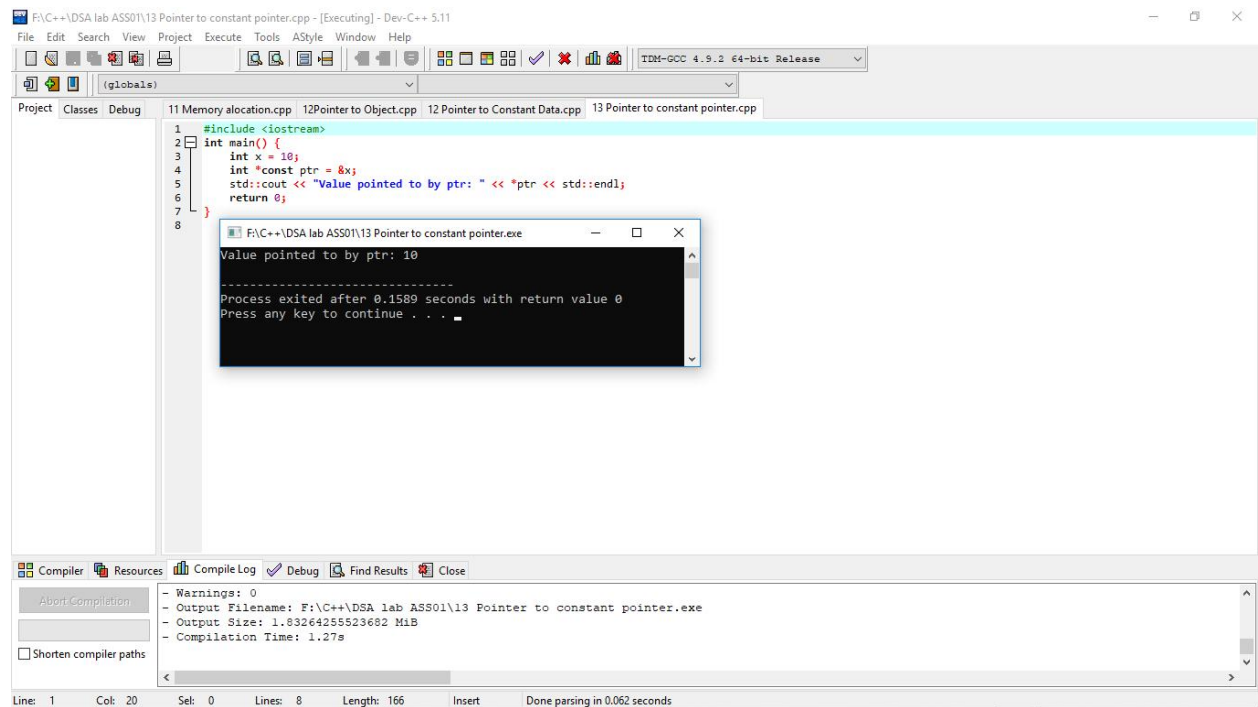 F:\C++\DSA lab ASS01\13 Pointer to constant pointer.cpp - [Executing] - Dev-C++ 5.11
File Edit Search View Project Execute Tools AStyle Window Help
TDM-GCC 4.9.2 64-bit Release
(globals)
Project Classes Debug 11 Memory alocation.cpp 12Pointer to Object.cpp 12 Pointer to Constant Data.cpp 13 Pointer to constant pointer.cpp
1 #include <iostream>
2 int main() {
3 int x = 10;
4 int *const ptr = &x;
5 std::cout << "Value pointed to by ptr: " << *ptr << std::endl;
6 return 0;
7 }
8
F:\C++\DSA lab ASS01\13 Pointer to constant pointer.exe
Value pointed to by ptr: 10
--------------------------------
Process exited after 0.1589 seconds with return value 0
Press any key to continue . . .
Compiler Resources Compile Log Debug Find Results Close
Abort Compilation
Shorten compiler paths
- Warnings: 0
- Output Filename: F:\C++\DSA lab ASS01\13 Pointer to constant pointer.exe
- Output Size: 1.83264255523682 MiB
- Compilation Time: 1.27s
Line: 1 Col: 20 Sel: 0 Lines: 8 Length: 166 Insert Done parsing in 0.062 seconds